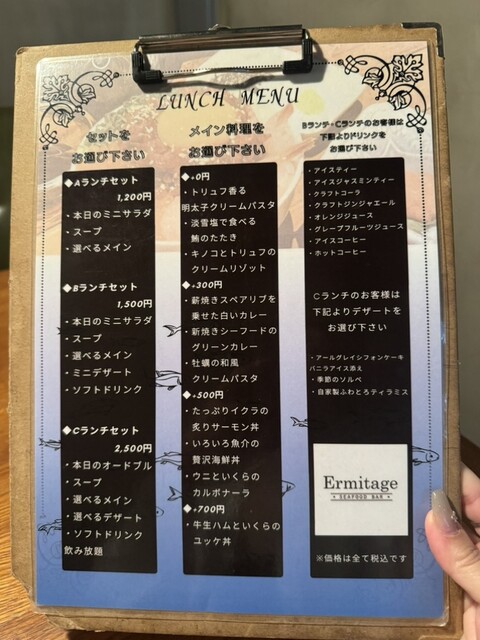 LUNCH MENU
セットを
お選び下さい
◆Aランチセット
1,200円
・本日のミニサラダ
・スープ
・選べるメイン
◆Bランチセット
1,500円
・本日のミニサラダ
・スープ
・選べるメイン
・ミニデザート
・ソフトドリンク
◆Cランチセット
2,500円
・本日のオードブル
・スープ
・選べるメイン
・選べるデザート
・ソフトドリンク
飲み放題
メイン料理を
お選び下さい
◆+0円
・トリュフ香る
明太子クリームパスタ
・淡雪塩で食べる
鮪のたたき
・キノコとトリュフの
クリームリゾット
◆+300円
・薪焼きスペアリブを
乗せた白いカレー
・薪焼きシーフードの
グリーンカレー
・牡蠣の和風
クリームパスタ
◆+500円
・たっぷりイクラの
炙りサーモン丼
・いろいろ魚介の
贅沢海鮮丼
・ウニといくらの
カルボナーラ
◆+700円
・牛生ハムといくらの
ユッケ丼
Bランチ・Cランチのお客様は
下記よりドリンクを
お選び下さい
・アイスティー
・アイスジャスミンティー
・クラフトコーラ
・クラフトジンジャエール
・オレンジジュース
・グレープフルーツジュース
・アイスコーヒー
・ホットコーヒー
Cランチのお客様は
下記よりデザートを
お選び下さい
・アールグレイシフォンケーキ
バニラアイス添え
・季節のソルベ
・自家製ふわとろティラミス
Ermitage
・SEAFOOD BAR・
※価格は全て税込です